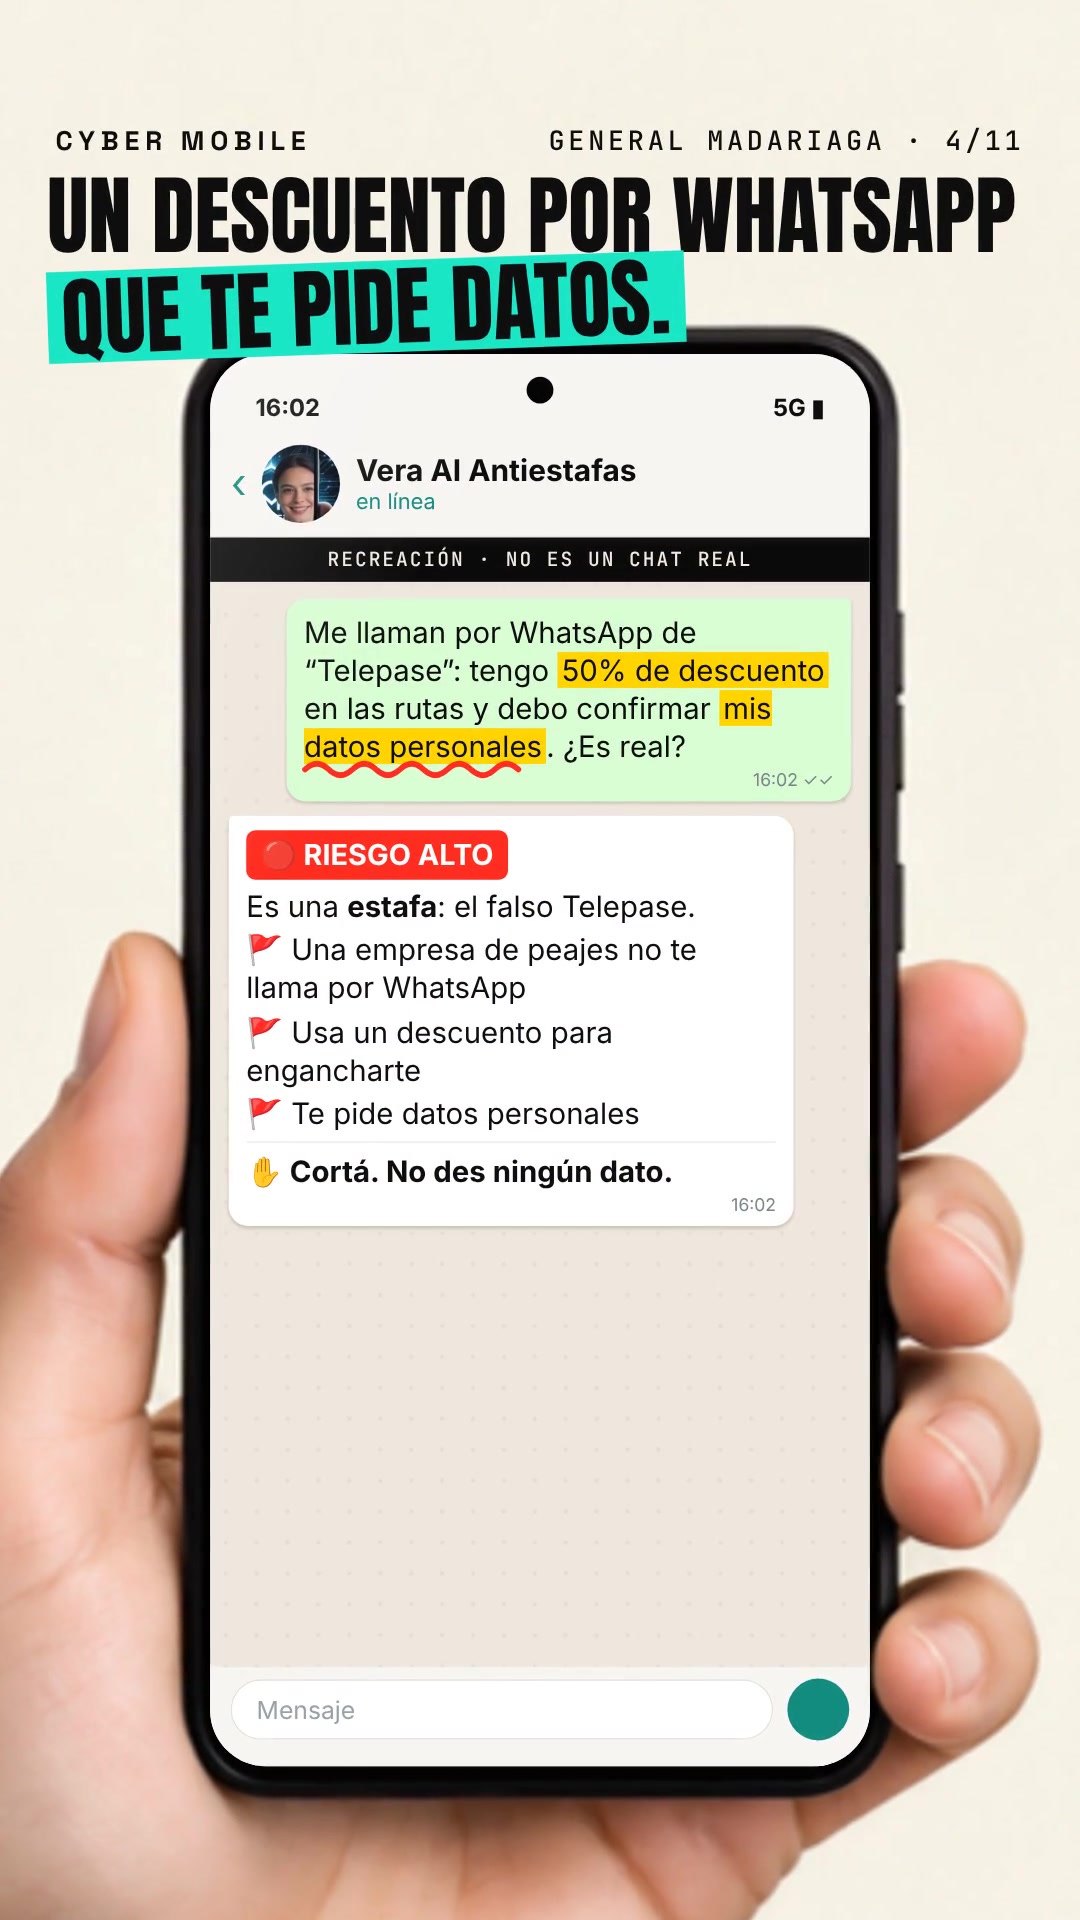 CYBER MOBILE
GENERAL MADARIAGA · 4/11
UN DESCUENTO POR WHATSAPP
QUE TE PIDE DATOS.
16:02
5G
Vera AI Antiestafas
en línea
RECREACIÓN · NO ES UN CHAT REAL
Me llaman por WhatsApp de
“Telepase”: tengo 50% de descuento
en las rutas y debo confirmar mis
datos personales. ¿Es real?
16:02 ✓✓
🔴 RIESGO ALTO
Es una estafa: el falso Telepase.
🚩 Una empresa de peajes no te
llama por WhatsApp
🚩 Usa un descuento para
engancharte
🚩 Te pide datos personales
✋ Cortá. No des ningún dato.
16:02
Mensaje